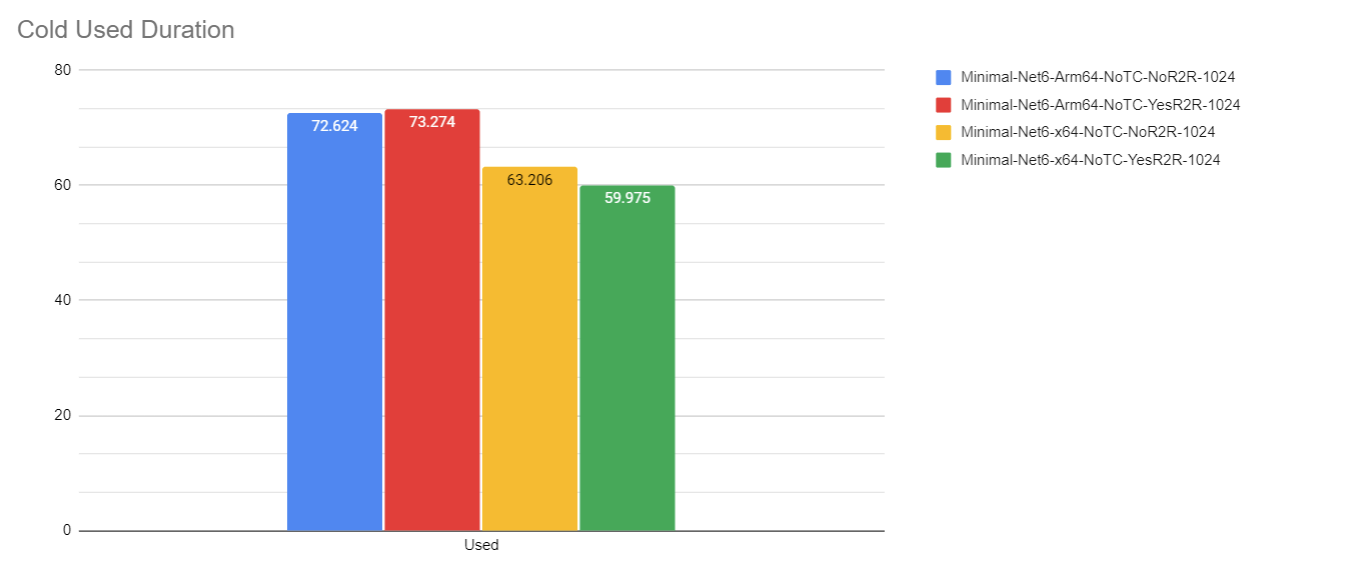 Cold Used Duration
80
60
40
20
0
72.624
73.274
63.206
59.975
Used
Minimal-Net6-Arm64-NoTC-NoR2R-1024
Minimal-Net6-Arm64-NoTC-YesR2R-1024
Minimal-Net6-x64-NoTC-NoR2R-1024
Minimal-Net6-x64-NoTC-YesR2R-1024